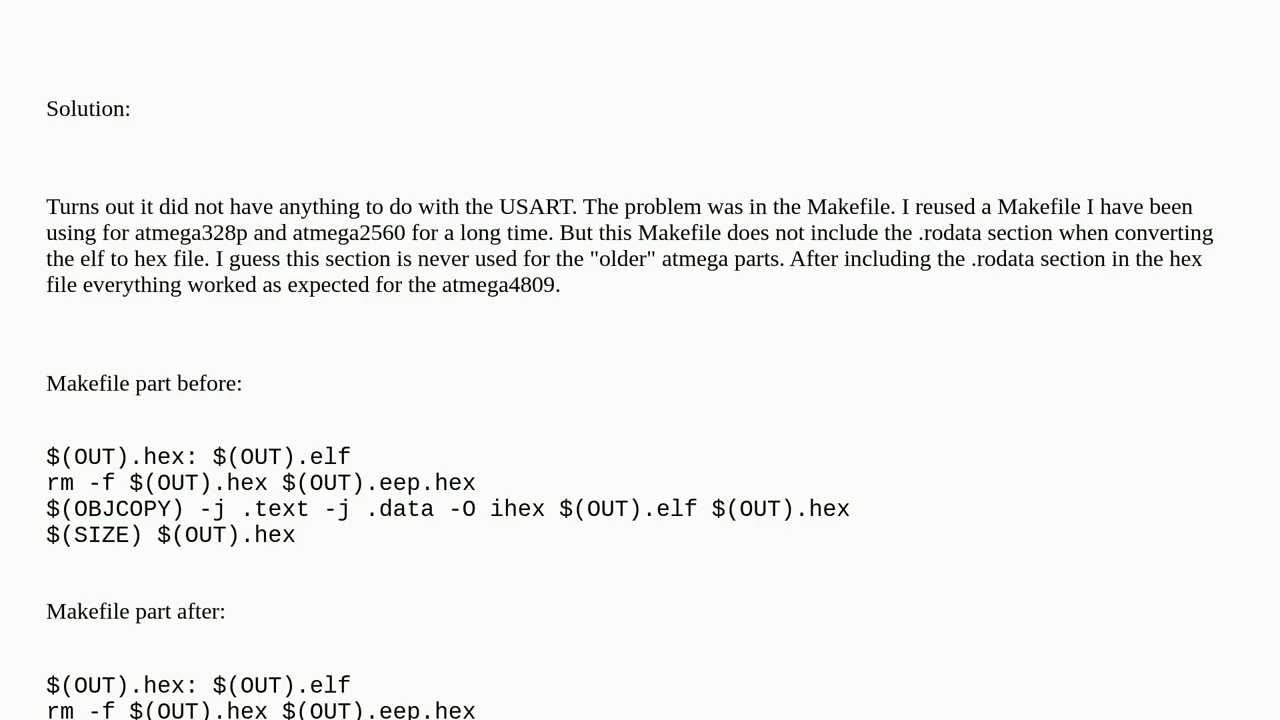 Solution:
Turns out it did not have anything to do with the USART. The problem was in the Makefile. I reused a Makefile I have been
using for atmega328p and atmega2560 for a long time. But this Makefile does not include the .rodata section when converting
the elf to hex file. I guess this section is never used for the "older" atmega parts. After including the .rodata section in the hex
file everything worked as expected for the atmega4809.
Makefile part before:
$(OUT).hex: $(OUT).elf
rm -f $(OUT).hex $(OUT).eep.hex
$(OBJCOPY) -j .text -j .data -O ihex $(OUT).elf $(OUT).hex
$(SIZE) $(OUT).hex
Makefile part after:
$(OUT).hex: $(OUT).elf
rm -f $(OUT).hex $(OUT).eep.hex